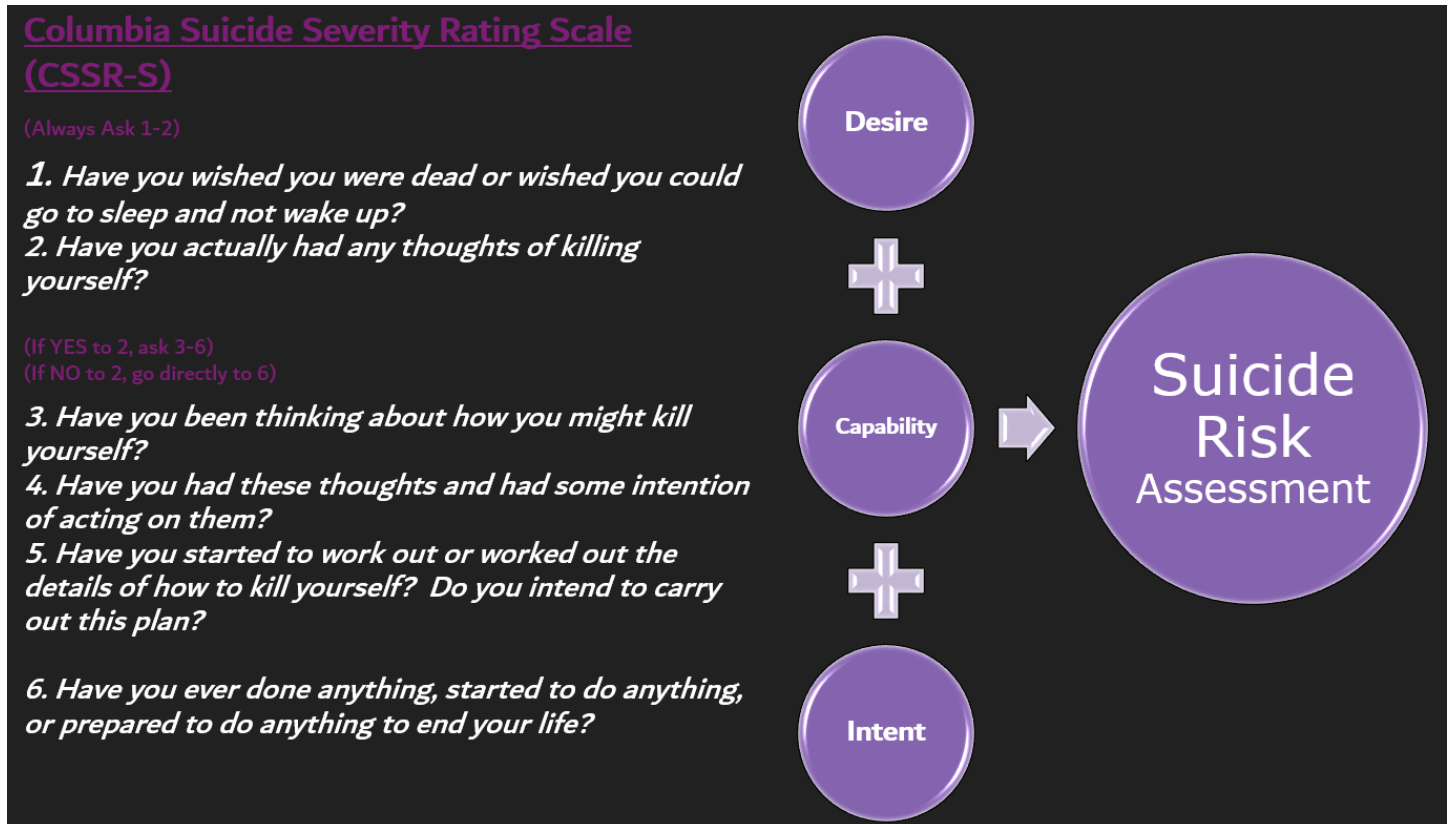 Columbia Suicide Severity Rating Scale
(CSSR-S)
(Always Ask 1-2)
1. Have you wished you were dead or wished you could
go to sleep and not wake up?
2. Have you actually had any thoughts of killing
yourself?
(If YES to 2, ask 3-6)
(If NO to 2, go directly to 6)
3. Have you been thinking about how you might kill
yourself?
4. Have you had these thoughts and had some intention
of acting on them?
5. Have you started to work out or worked out the
details of how to kill yourself?  Do you intend to carry
out this plan?
6. Have you ever done anything, started to do anything,
or prepared to do anything to end your life?
Desire
Capability
Intent
Suicide
Risk
Assessment